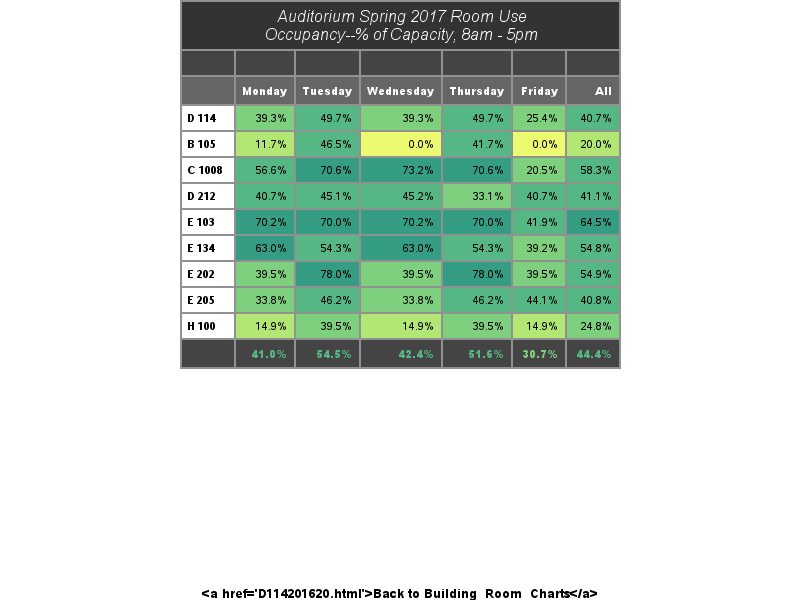 Auditorium Spring 2017 Room Use
Occupancy--% of Capacity, 8am - 5pm
Monday Tuesday Wednesday Thursday Friday All
D 114 39.3% 49.7% 39.3% 49.7% 25.4% 40.7%
B 105 11.7% 46.5% 0.0% 41.7% 0.0% 20.0%
C 1008 56.6% 70.6% 73.2% 70.6% 20.5% 58.3%
D 212 40.7% 45.1% 45.2% 33.1% 40.7% 41.1%
E 103 70.2% 70.0% 70.2% 70.0% 41.9% 64.5%
E 134 63.0% 54.3% 63.0% 54.3% 39.2% 54.8%
E 202 39.5% 78.0% 39.5% 78.0% 39.5% 54.9%
E 205 33.8% 46.2% 33.8% 46.2% 44.1% 40.8%
H 100 14.9% 39.5% 14.9% 39.5% 14.9% 24.8%
41.0% 54.5% 42.4% 51.6% 30.7% 44.4%
<a href='D114201620.html'>Back to Building_Room_Charts</a>